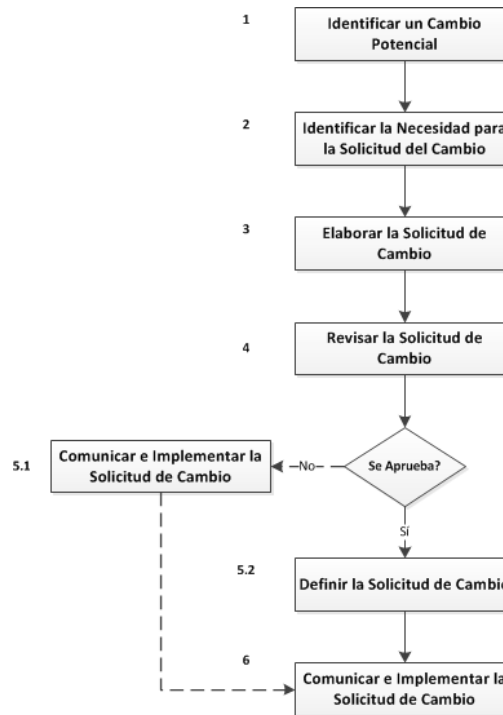 1
Identificar un Cambio
Potencial
2
Identificar la Necesidad para
la Solicitud del Cambio
3
Elaborar la Solicitud de
Cambio
4
Revisar la Solicitud de
Cambio
5.1
Comunicar e Implementar la
Solicitud de Cambio
No
Se Aprueba?
Sí
5.2
Definir la Solicitud de Cambio
6
Comunicar e Implementar la
Solicitud de Cambio